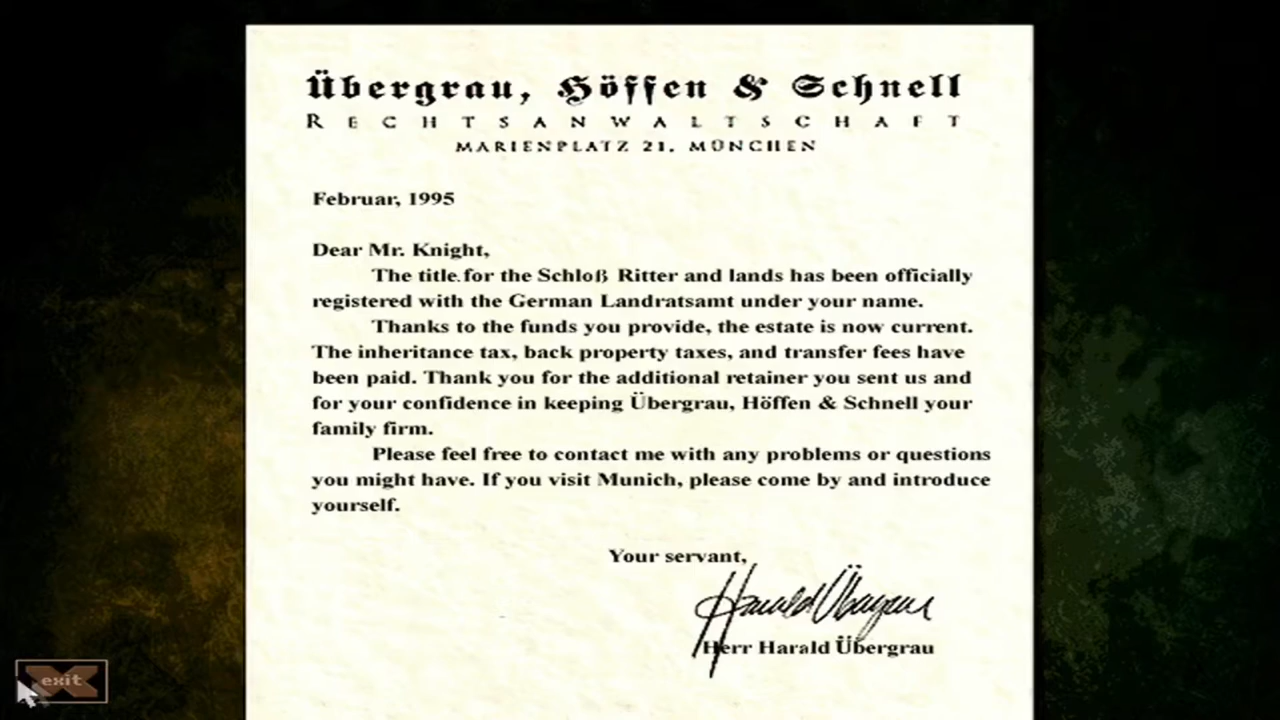 Übergrau, Höffen & Schnell
RECHTSANWALTSCHAFT
MARIENPLATZ 21, MÜNCHEN
Februar, 1995
Dear Mr. Knight,
The title for the Schloß Ritter and lands has been officially
registered with the German Landratsamt under your name.
Thanks to the funds you provide, the estate is now current.
The inheritance tax, back property taxes, and transfer fees have
been paid. Thank you for the additional retainer you sent us and
for your confidence in keeping Übergrau, Höffen & Schnell your
family firm.
Please feel free to contact me with any problems or questions
you might have. If you visit Munich, please come by and introduce
yourself.
Your servant,
Harald Übergrau
Herr Harald Übergrau
exit